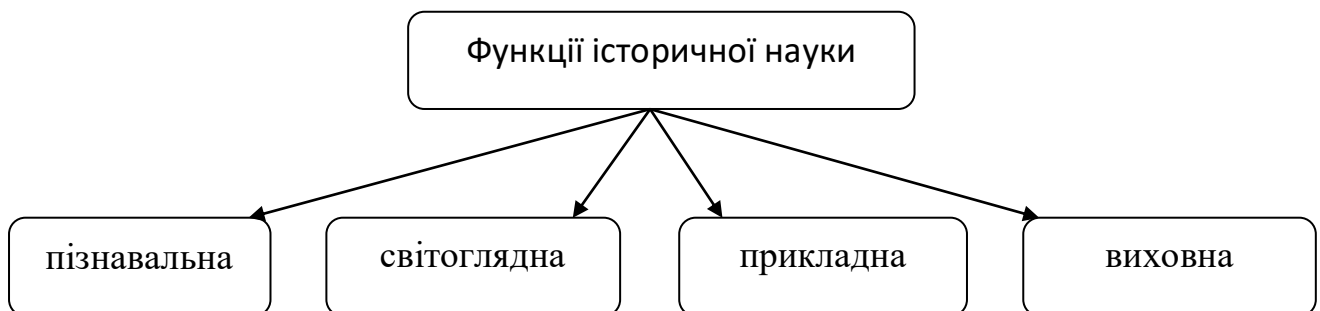 Функції історичної науки
пізнавальна
світоглядна
прикладна
виховна